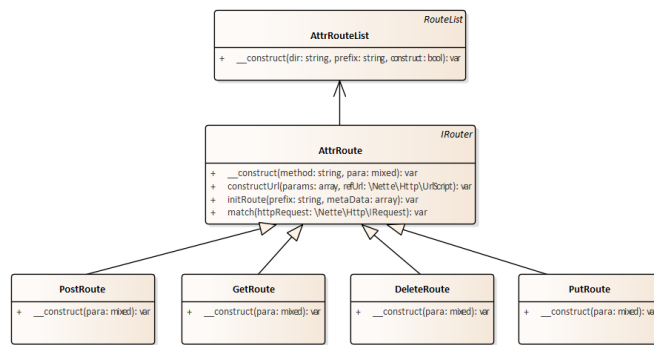 RouteList
AttrRouteList
+ __construct(dir: string, prefix: string, construct: bool): var
IRouter
AttrRoute
+ __construct(method: string, para: mixed): var
+ constructUrl(params: array, refUrl: \Nette\Http\UrlScript): var
+ initRoute(prefix: string, metaData: array): var
+ match(httpRequest: \Nette\Http\IRequest): var
PostRoute
+ __construct(para: mixed): var
GetRoute
+ __construct(para: mixed): var
DeleteRoute
+ __construct(para: mixed): var
PutRoute
+ __construct(para: mixed): var